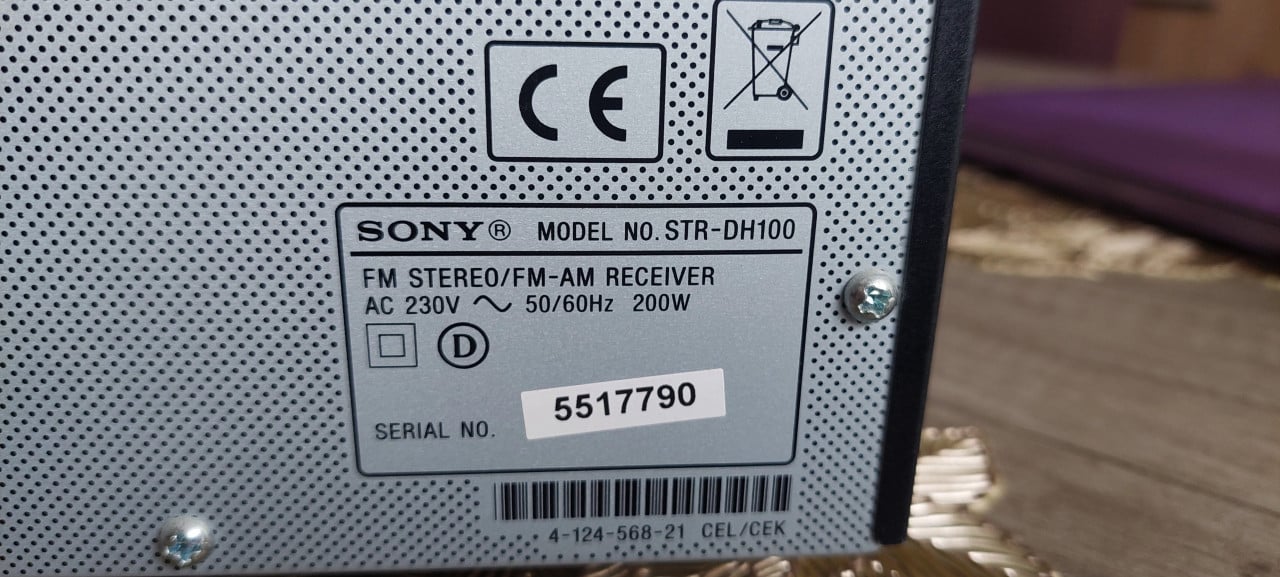 CE
SONY® MODEL NO. STR-DH100
FM STEREO/FM-AM RECEIVER
AC 230V ~ 50/60Hz 200W
D
5517790
SERIAL NO.
4-124-568-21 CEL/CEK